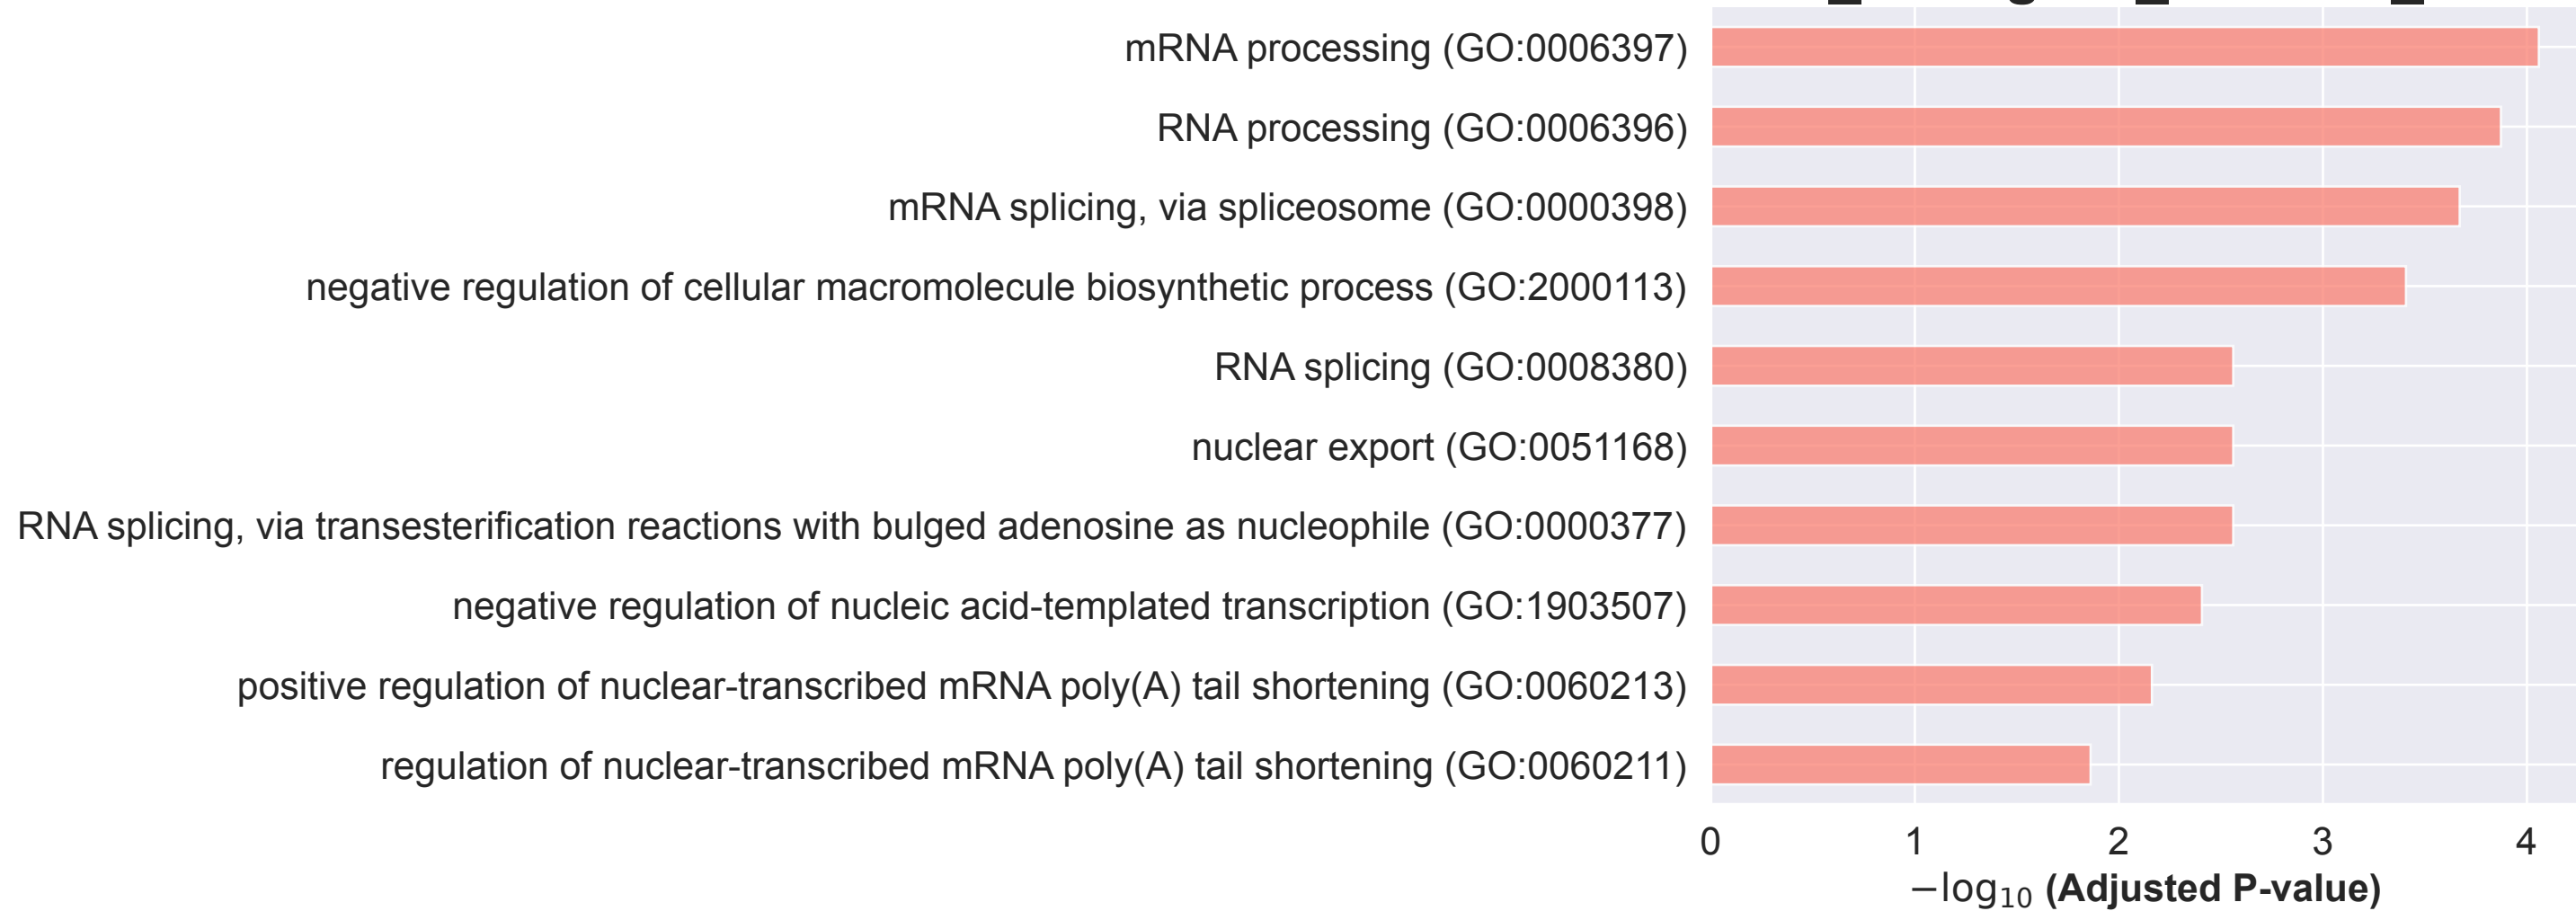 mRNA processing (GO:0006397)
RNA processing (GO:0006396)
mRNA splicing, via spliceosome (GO:0000398)
negative regulation of cellular macromolecule biosynthetic process (GO:2000113)
RNA splicing (GO:0008380)
nuclear export (GO:0051168)
RNA splicing, via transesterification reactions with bulged adenosine as nucleophile (GO:0000377)
negative regulation of nucleic acid-templated transcription (GO:1903507)
positive regulation of nuclear-transcribed mRNA poly(A) tail shortening (GO:0060213)
regulation of nuclear-transcribed mRNA poly(A) tail shortening (GO:0060211)
0 1 2 3 4
−log₁₀ (Adjusted P-value)